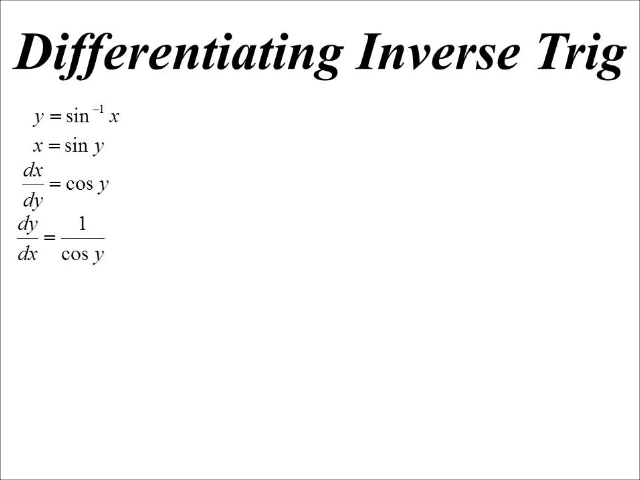 Differentiating Inverse Trig
y = sin⁻¹ x
x = sin y
dx/dy = cos y
dy/dx = 1/cos y